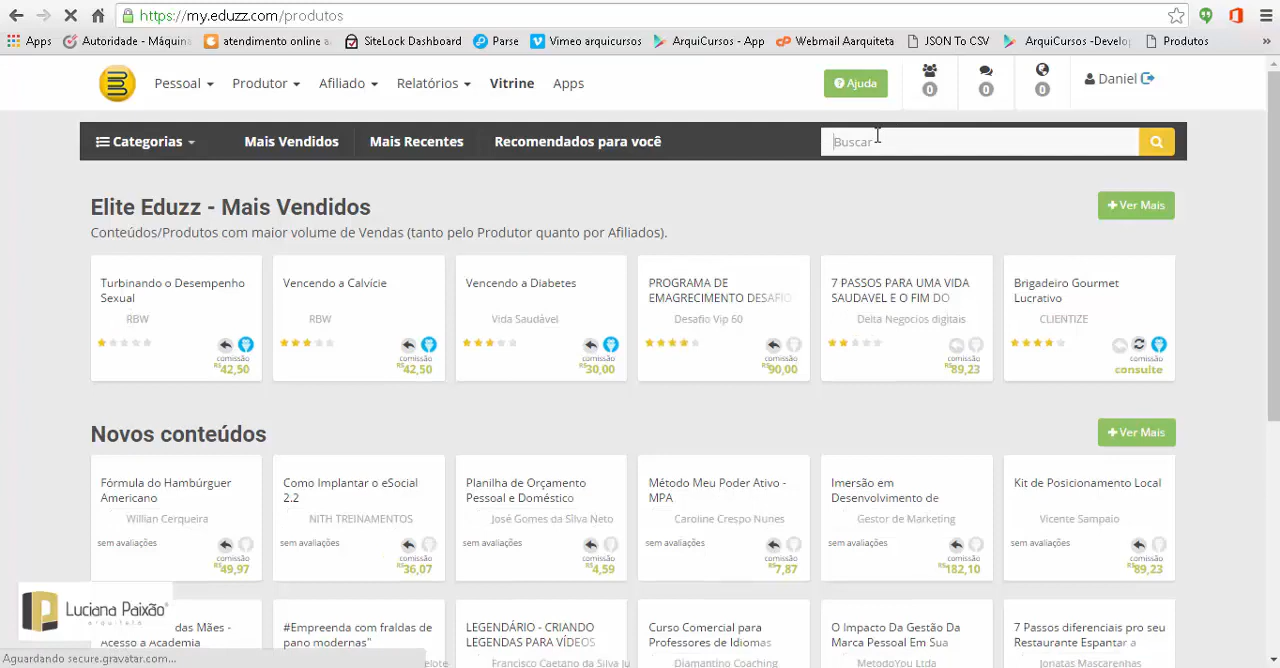 https://my.eduzz.com/produtos
Apps Autoridade - Máquina atendimento online a SiteLock Dashboard Parse Vimeo arquicursos ArquiCursos - App Webmail Aarquiteta JSON To CSV ArquiCursos -Develo Produtos »
Pessoal Produtor Afiliado Relatórios Vitrine Apps Ajuda 0 0 0 Daniel
Categorias Mais Vendidos Mais Recentes Recomendados para você Buscar
Elite Eduzz - Mais Vendidos
+ Ver Mais
Conteúdos/Produtos com maior volume de Vendas (tanto pelo Produtor quanto por Afiliados).
Turbinando o Desempenho
Sexual
RBW
comissão
R$42,50
Vencendo a Calvície
RBW
comissão
R$42,50
Vencendo a Diabetes
Vida Saudável
comissão
R$30,00
PROGRAMA DE
EMAGRECIMENTO DESAFIO
Desafio Vip 60
comissão
R$90,00
7 PASSOS PARA UMA VIDA
SAUDAVEL E O FIM DO
Delta Negocios digitais
comissão
R$89,23
Brigadeiro Gourmet
Lucrativo
CLIENTIZE
comissão
consulte
Novos conteúdos
+ Ver Mais
Fórmula do Hambúrguer
Americano
Willian Cerqueira
sem avaliações
comissão
R$49,97
Como Implantar o eSocial
2.2
NITH TREINAMENTOS
sem avaliações
comissão
R$36,07
Planilha de Orçamento
Pessoal e Doméstico
José Gomes da Silva Neto
sem avaliações
comissão
R$4,59
Método Meu Poder Ativo -
MPA
Caroline Crespo Nunes
sem avaliações
comissão
R$7,87
Imersão em
Desenvolvimento de
Gestor de Marketing
sem avaliações
comissão
R$182,10
Kit de Posicionamento Local
Vicente Sampaio
sem avaliações
comissão
R$89,23
das Mães -
Acesso a Academia
#Empreenda com fraldas de
pano modernas"
elote
LEGENDÁRIO - CRIANDO
LEGENDAS PARA VÍDEOS
Francisco Caetano da Silva Ju
Curso Comercial para
Professores de Idiomas
Diamantino Coaching
O Impacto Da Gestão Da
Marca Pessoal Em Sua
MetodoYou Ltda
7 Passos diferenciais pro seu
Restaurante Espantar a
Jonatas Mascarenhas
Luciana Paixão
arquiteta
Aguardando secure.gravatar.com...